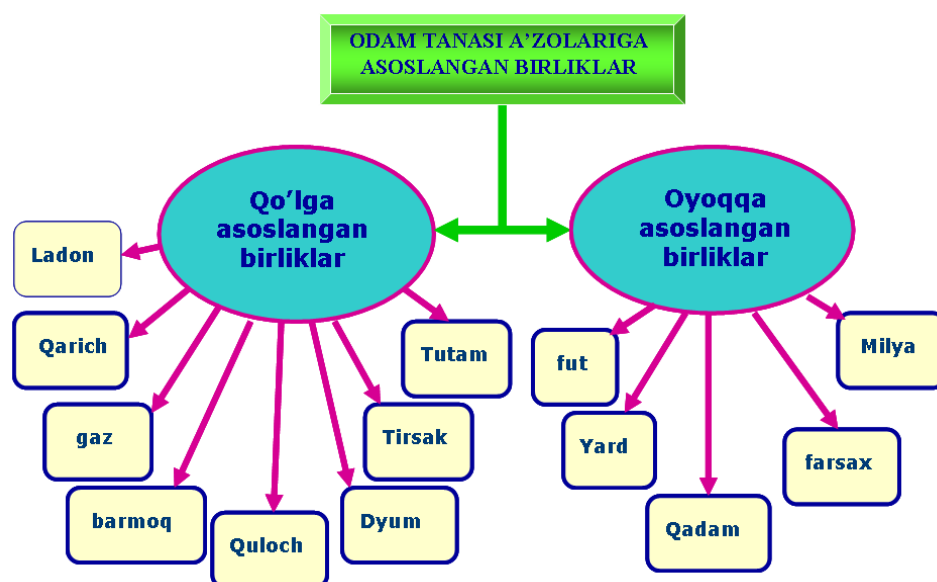 ODAM TANASI A’ZOLARIGA
ASOSLANGAN BIRLIKLAR
Qo’lga
asoslangan
birliklar
Oyoqqa
asoslangan
birliklar
Ladon
Qarich
gaz
barmoq
Quloch
Dyum
Tirsak
Tutam
fut
Yard
Qadam
farsax
Milya